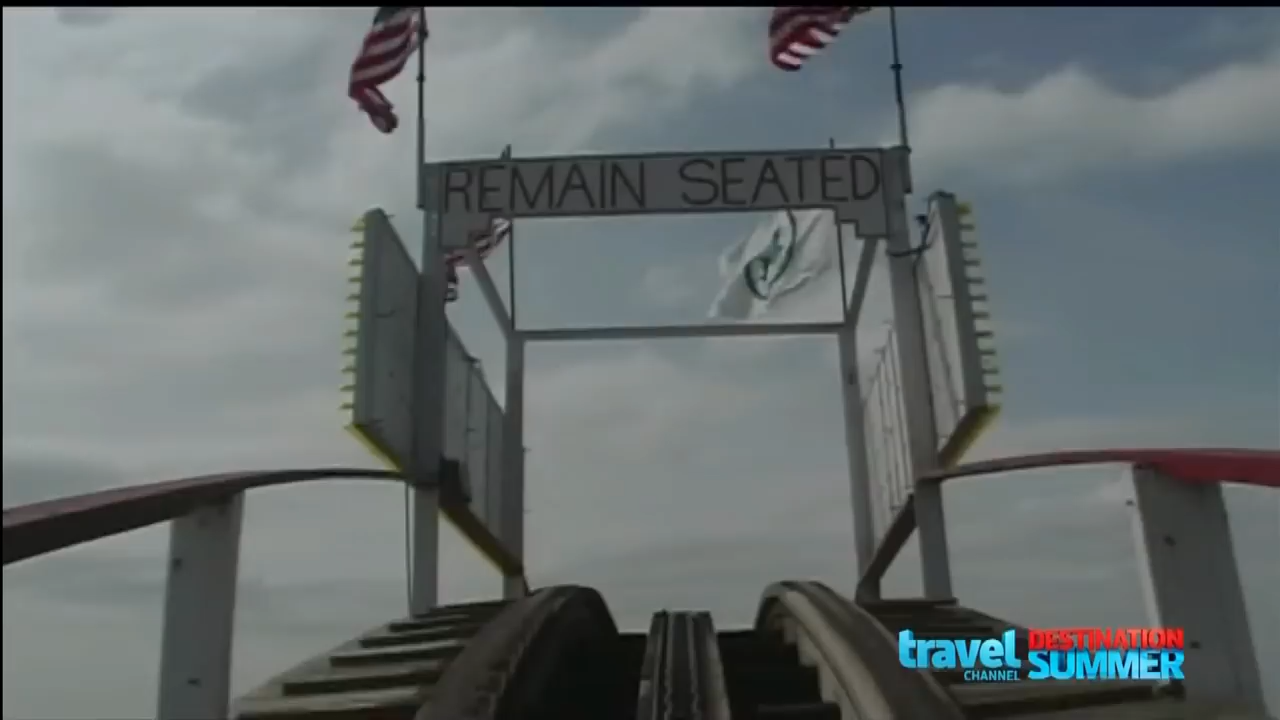 REMAIN SEATED
travel
CHANNEL
DESTINATION
SUMMER